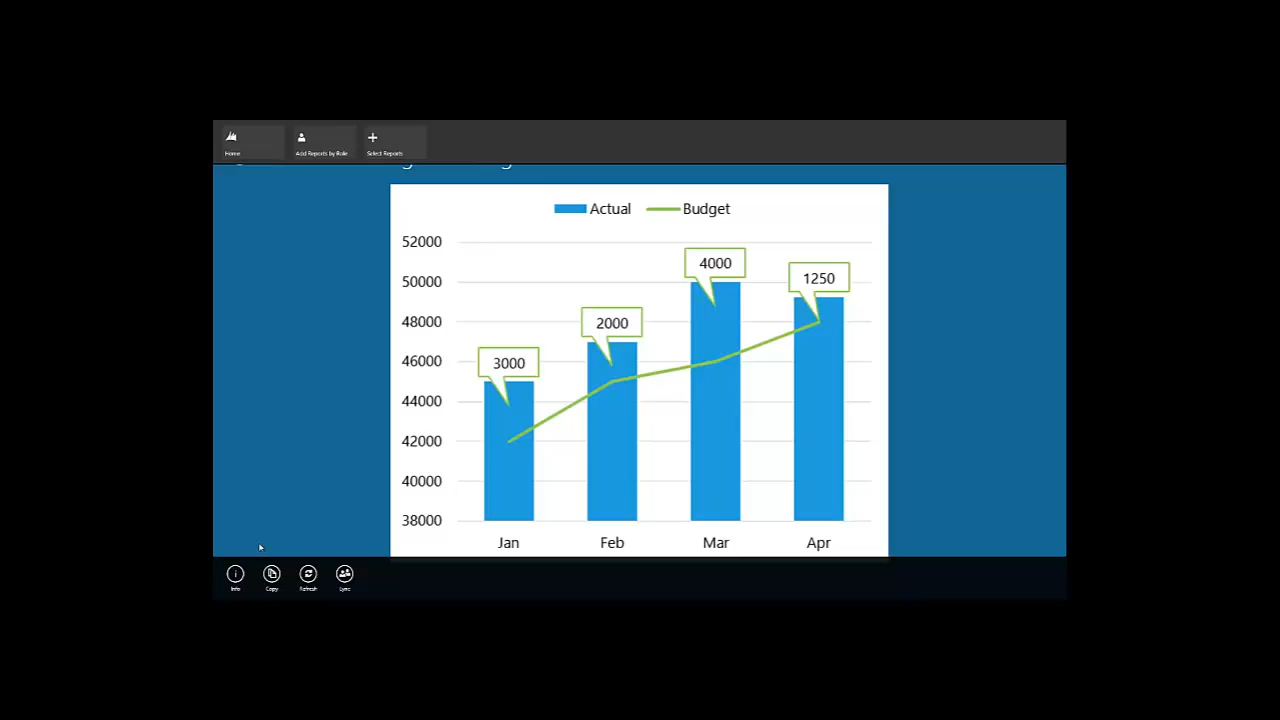 Home
Add Reports by Role
Select Reports
Actual
Budget
52000
50000
48000
46000
44000
42000
40000
38000
3000
2000
4000
1250
Jan
Feb
Mar
Apr
Info
Copy
Refresh
Lync